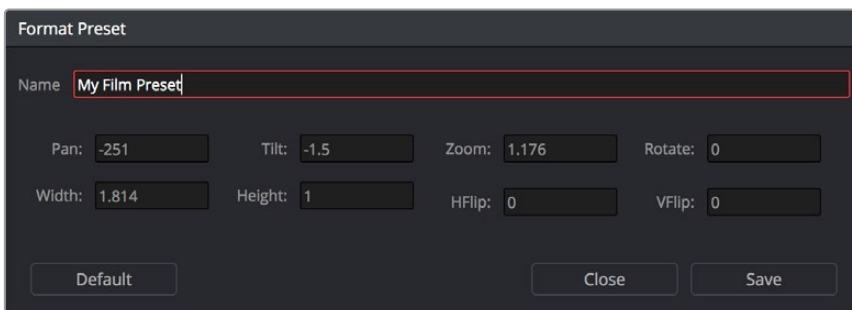 Format Preset
Name My Film Preset
Pan: -251 Tilt: -1.5 Zoom: 1.176 Rotate: 0
Width: 1.814 Height: 1 HFlip: 0 VFlip: 0
Default Close Save